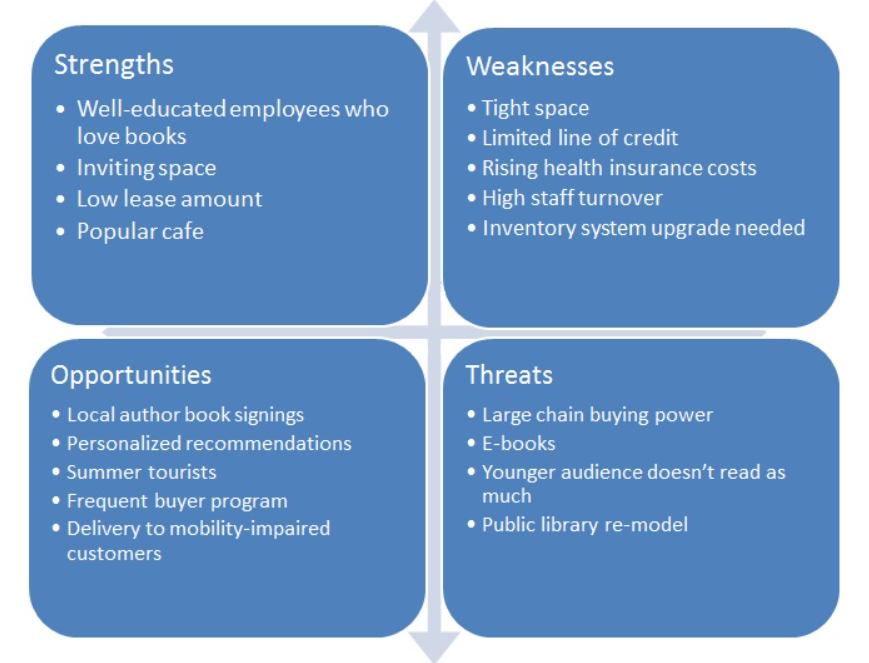 Strengths
• Well-educated employees who
love books
• Inviting space
• Low lease amount
• Popular cafe
Weaknesses
• Tight space
• Limited line of credit
• Rising health insurance costs
• High staff turnover
• Inventory system upgrade needed
Opportunities
• Local author book signings
• Personalized recommendations
• Summer tourists
• Frequent buyer program
• Delivery to mobility-impaired
customers
Threats
• Large chain buying power
• E-books
• Younger audience doesn’t read as
much
• Public library re-model